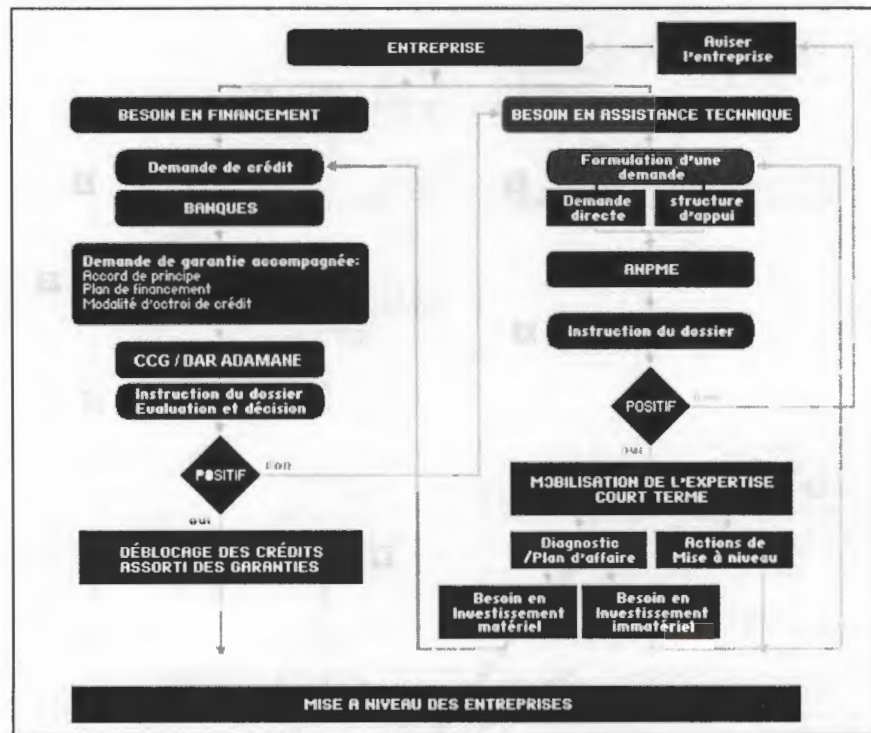 ENTREPRISE
Aviser
l'entreprise
BESOIN EN FINANCEMENT
BESOIN EN ASSISTANCE TECHNIQUE
Demande de crédit
BANQUES
Demande de garantie accompagnée:
Accord de principe
Plan de financement
Modalité d'octroi de crédit
CCG / DAR ADAMANE
Instruction du dossier
Evaluation et décision
POSITIF
OUI
DÉBLOCAGE DES CRÉDITS
ASSORTI DES GARANTIES
Formulation d'une
demande
Demande
directe
structure
d'appui
ANPME
Instruction du dossier
POSITIF
OUI
MOBILISATION DE L'EXPERTISE
COURT TERME
Diagnostic
/Plan d'affaire
Actions de
Mise à niveau
Besoin en
Investissement
matériel
Besoin en
Investissement
immatériel
MISE A NIVEAU DES ENTREPRISES